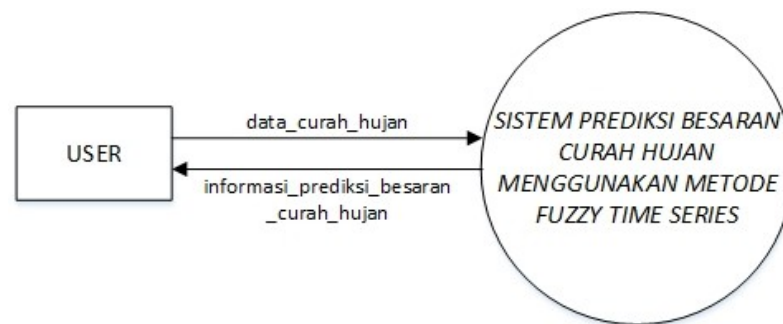 USER
data_curah_hujan
informasi_prediksi_besaran
_curah_hujan
SISTEM PREDIKSI BESARAN
CURAH HUJAN
MENGGUNAKAN METODE
FUZZY TIME SERIES